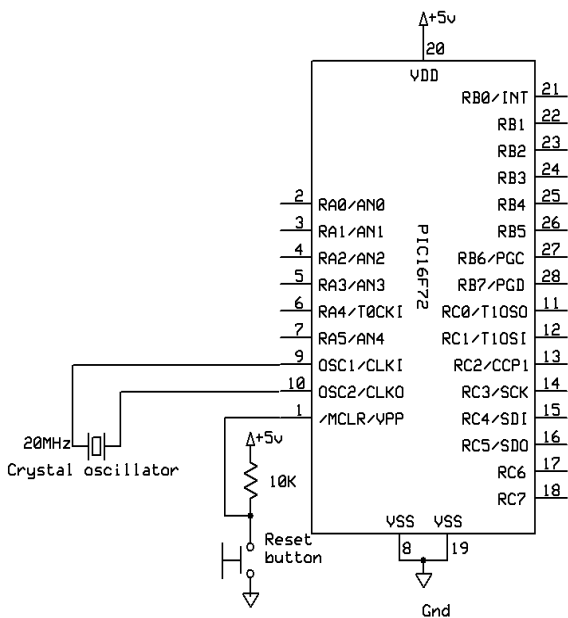 +5v
20
VDD
RB0/INT 21
RB1 22
RB2 23
RB3 24
2 RA0/AN0 RB4 25
3 RA1/AN1 RB5 26
4 RA2/AN2 RB6/PGC 27
5 RA3/AN3 RB7/PGD 28
PIC16F72
6 RA4/T0CKI RC0/T1OSO 11
7 RA5/AN4 RC1/T1OSI 12
9 OSC1/CLKI RC2/CCP1 13
10 OSC2/CLKO RC3/SCK 14
1 /MCLR/VPP RC4/SDI 15
20MHz +5v RC5/SDO 16
Crystal oscillator RC6 17
10K RC7 18
VSS VSS
Reset 8 19
button
Gnd